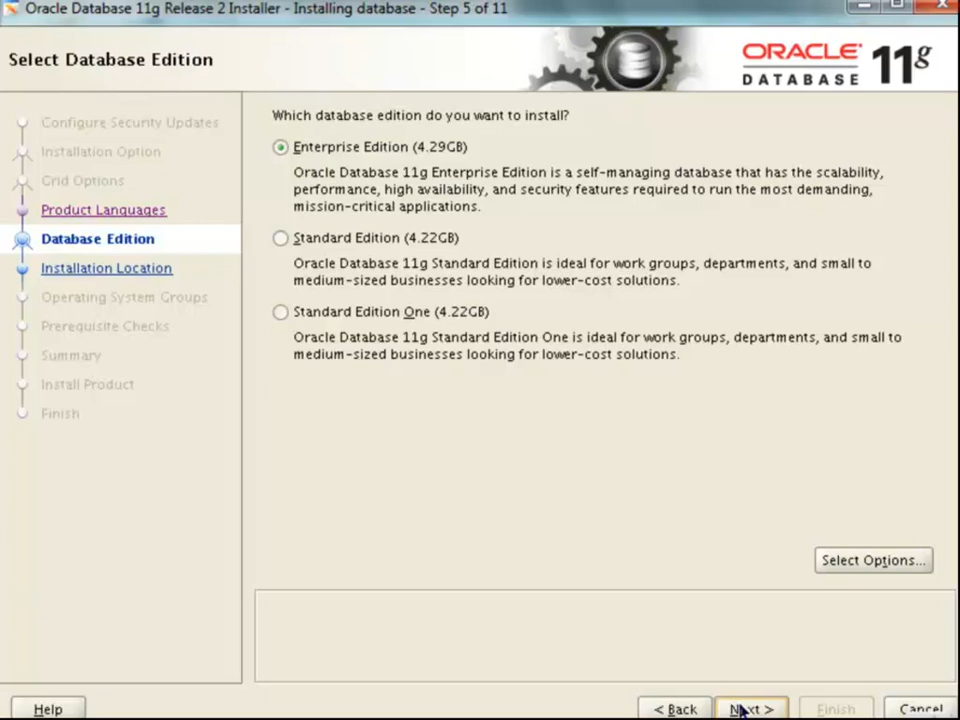 Oracle Database 11g Release 2 Installer - Installing database - Step 5 of 11
Select Database Edition
ORACLE
DATABASE
11g
Configure Security Updates
Installation Option
Grid Options
Product Languages
Database Edition
Installation Location
Operating System Groups
Prerequisite Checks
Summary
Install Product
Finish
Which database edition do you want to install?
Enterprise Edition (4.29GB)
Oracle Database 11g Enterprise Edition is a self-managing database that has the scalability,
performance, high availability, and security features required to run the most demanding,
mission-critical applications.
Standard Edition (4.22GB)
Oracle Database 11g Standard Edition is ideal for work groups, departments, and small to
medium-sized businesses looking for lower-cost solutions.
Standard Edition One (4.22GB)
Oracle Database 11g Standard Edition One is ideal for work groups, departments, and small to
medium-sized businesses looking for lower-cost solutions.
Select Options...
Help
< Back
Next >
Finish
Cancel